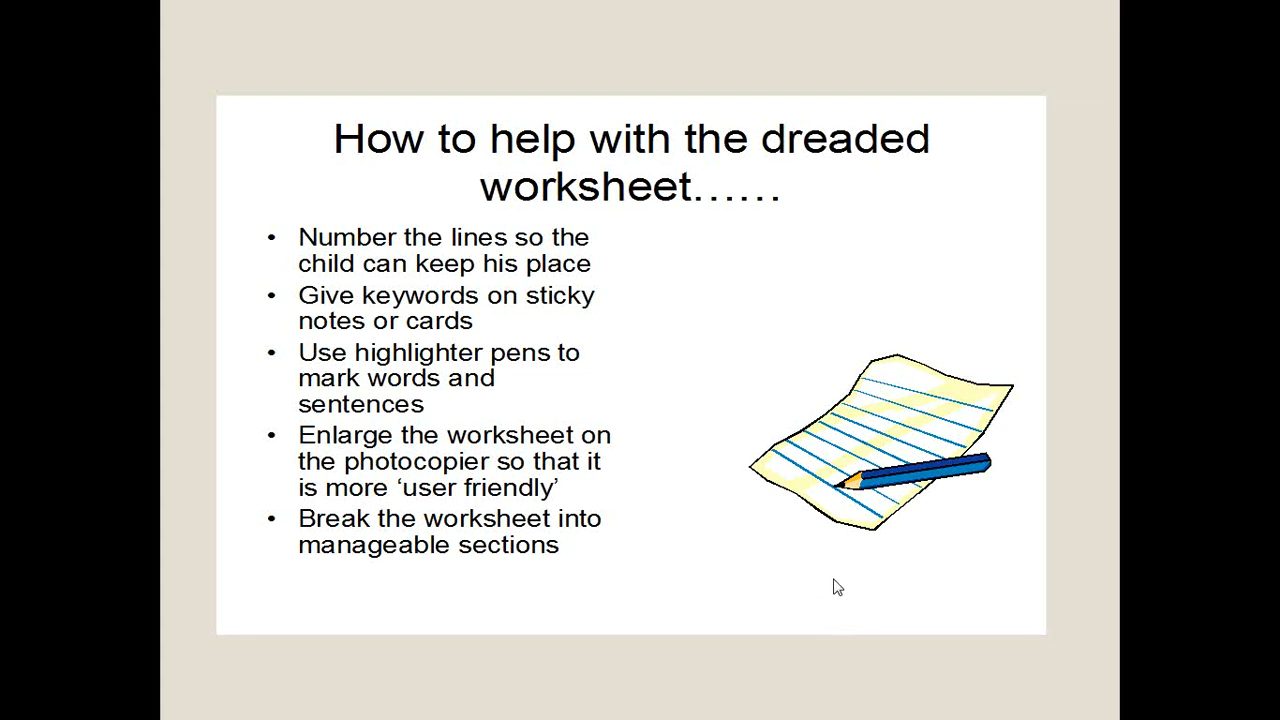 How to help with the dreaded
worksheet……
• Number the lines so the
child can keep his place
• Give keywords on sticky
notes or cards
• Use highlighter pens to
mark words and
sentences
• Enlarge the worksheet on
the photocopier so that it
is more ‘user friendly’
• Break the worksheet into
manageable sections